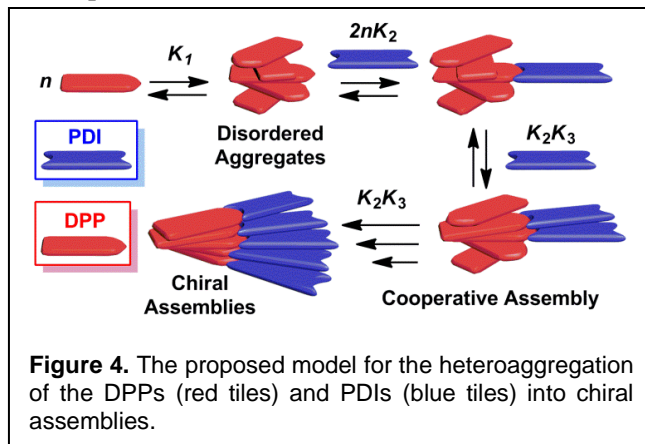 n
K1
2nK2
Disordered
Aggregates
PDI
K2K3
DPP
K2K3
Chiral
Assemblies
Cooperative Assembly
Figure 4. The proposed model for the heteroaggregation
of the DPPs (red tiles) and PDIs (blue tiles) into chiral
assemblies.